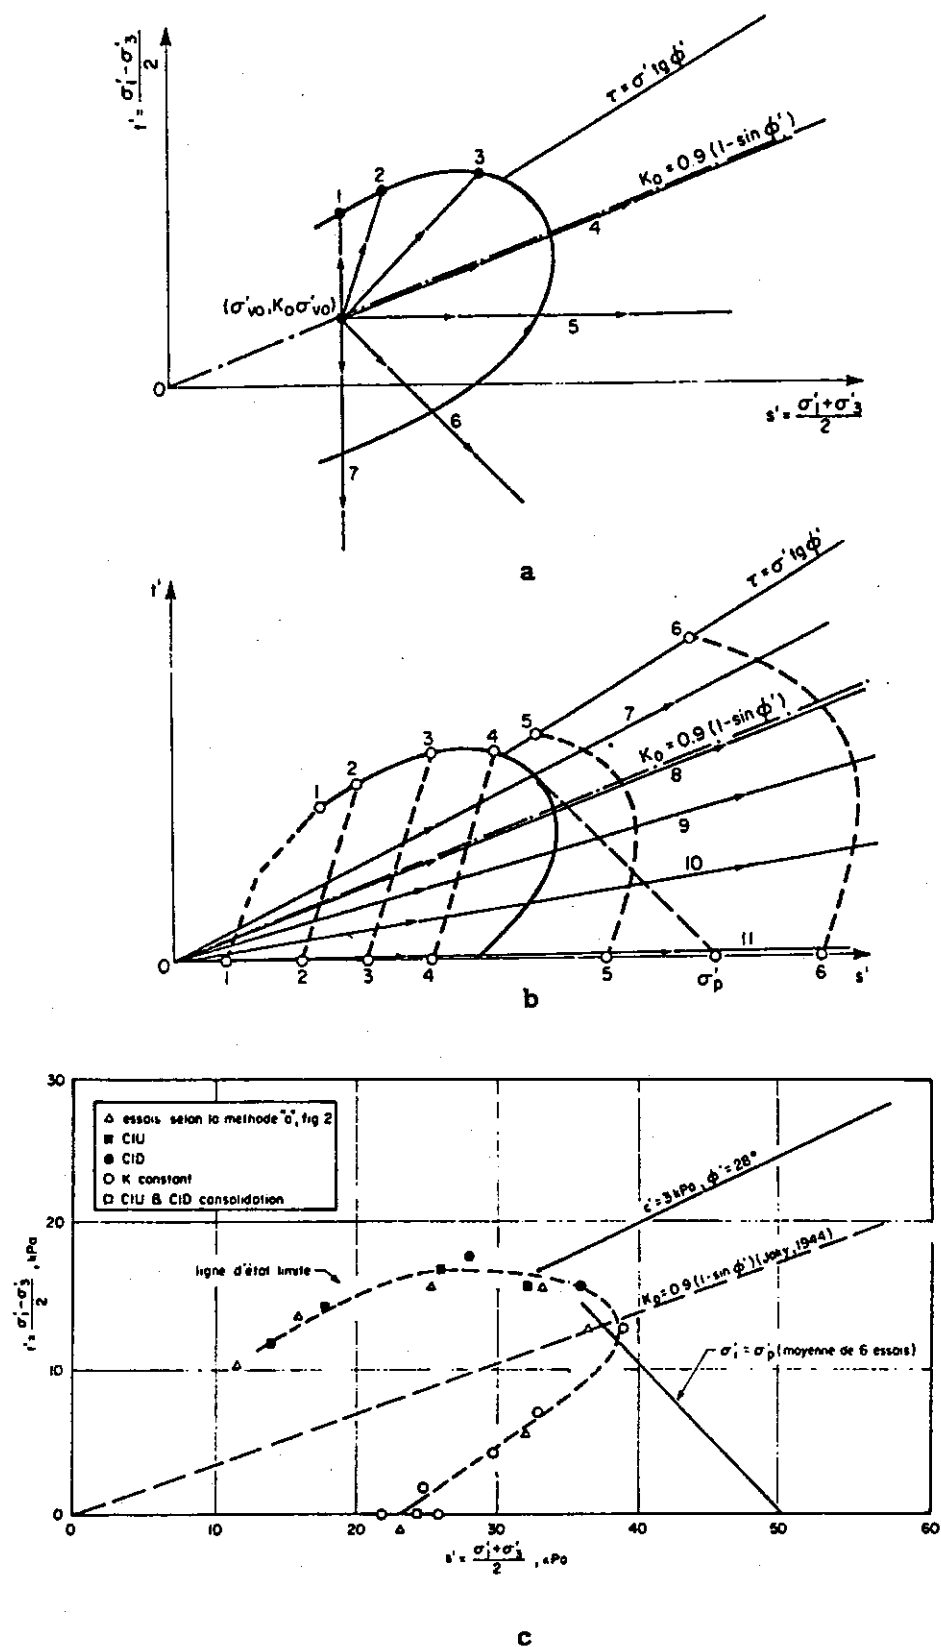 t' = σ'1 - σ'3 / 2
τ = σ' tg ϕ'
K0 = 0.9 (1 - sin ϕ')
1
2
3
4
(σ'v0, K0 σ'v0)
5
0
s' = σ'1 + σ'3 / 2
6
7
a
t'
τ = σ' tg ϕ'
6
7
5
K0 = 0.9 (1 - sin ϕ')
8
4
3
2
1
9
10
11
0
1
2
3
4
5
σ'p
6
s'
b
30
△ essais selon la methode "a", fig 2
■ CIU
● CID
○ K constant
□ CIU & CID consolidation
c' = 3 kPa, ϕ' = 28°
20
ligne d'état limite
K0 = 0.9 (1 - sin ϕ') (Jaky, 1944)
t' = σ'1 - σ'3 / 2 , kPa
σ'1 = σ'p (moyenne de 6 essais)
10
0
0 10 20 30 40 50 60
s' = σ'1 + σ'3 / 2 , kPa
c